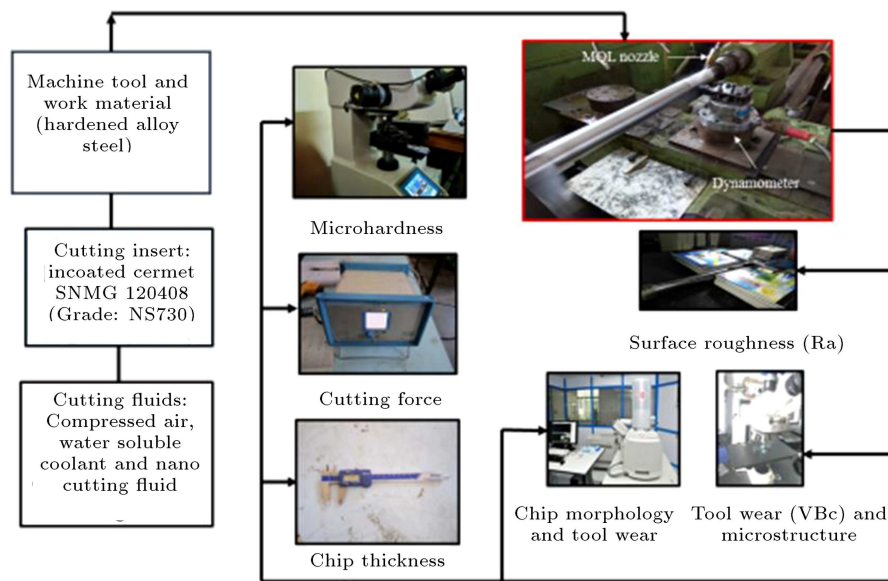 Machine tool and
work material
(hardened alloy
steel)
Cutting insert:
incoated cermet
SNMG 120408
(Grade: NS730)
Cutting fluids:
Compressed air,
water soluble
coolant and nano
cutting fluid
Microhardness
Cutting force
Chip thickness
MQL nozzle
Dynamometer
Surface roughness (Ra)
Chip morphology
and tool wear
Tool wear (VBc) and
microstructure